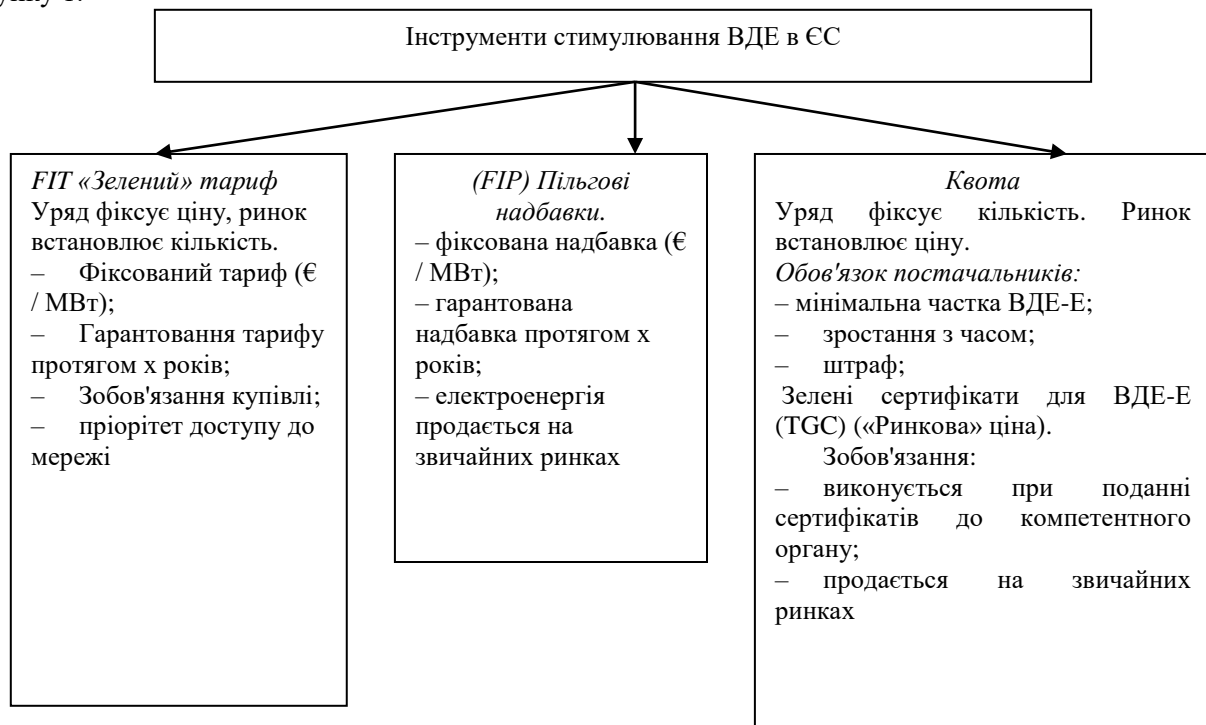 Інструменти стимулювання ВДЕ в ЄС
FIT «Зелений» тариф
Уряд фіксує ціну, ринок
встановлює кількість.
– Фіксований тариф (€
/ МВт);
– Гарантовання тарифу
протягом x років;
– Зобов'язання купівлі;
– пріорітет доступу до
мережі
(FIP) Пільгові
надбавки.
– фіксована надбавка (€
/ МВт);
– гарантована
надбавка протягом x
років;
– електроенергія
продається на
звичайних ринках
Квота
Уряд фіксує кількість. Ринок
встановлює ціну.
Обов'язок постачальників:
– мінімальна частка ВДЕ-Е;
– зростання з часом;
– штраф;
Зелені сертифікати для ВДЕ-Е
(TGC) («Ринкова» ціна).
Зобов'язання:
– виконується при поданні
сертифікатів до компетентного
органу;
– продається на звичайних
ринках